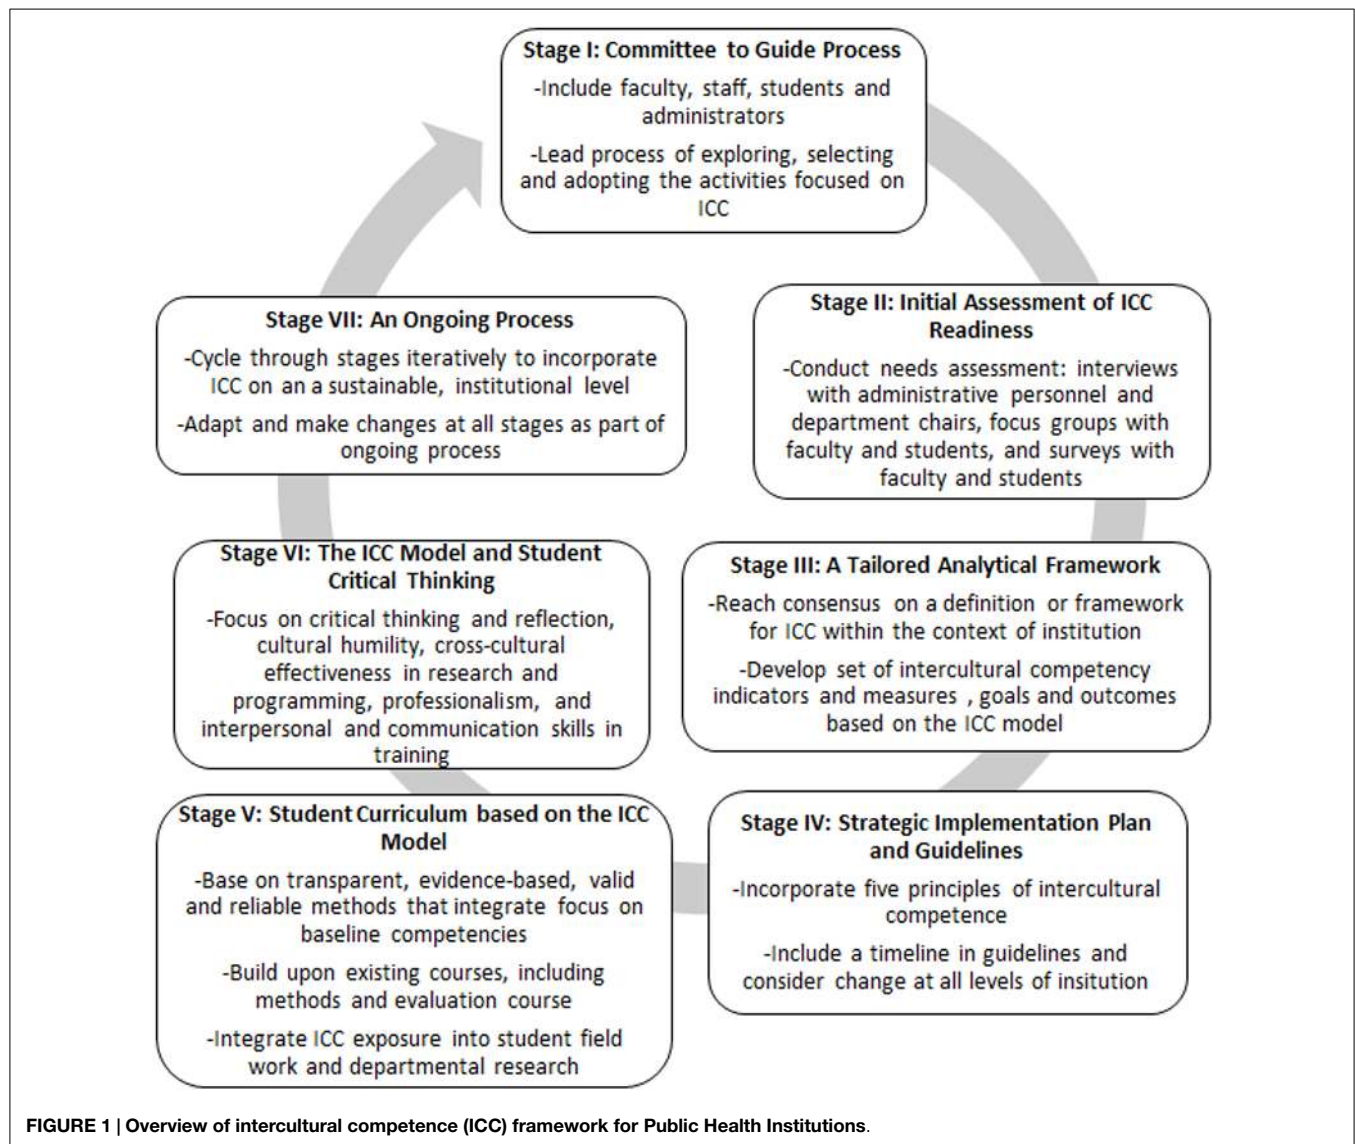 Stage I: Committee to Guide Process
-Include faculty, staff, students and
administrators
-Lead process of exploring, selecting
and adopting the activities focused on
ICC
Stage II: Initial Assessment of ICC
Readiness
-Conduct needs assessment: interviews
with administrative personnel and
department chairs, focus groups with
faculty and students, and surveys with
faculty and students
Stage III: A Tailored Analytical Framework
-Reach consensus on a definition or framework
for ICC within the context of institution
-Develop set of intercultural competency
indicators and measures , goals and outcomes
based on the ICC model
Stage IV: Strategic Implementation Plan
and Guidelines
-Incorporate five principles of intercultural
competence
-Include a timeline in guidelines and
consider change at all levels of insitution
Stage V: Student Curriculum based on the ICC
Model
-Base on transparent, evidence-based, valid
and reliable methods that integrate focus on
baseline competencies
-Build upon existing courses, including
methods and evaluation course
-Integrate ICC exposure into student field
work and departmental research
Stage VI: The ICC Model and Student
Critical Thinking
-Focus on critical thinking and reflection,
cultural humility, cross-cultural
effectiveness in research and
programming, professionalism, and
interpersonal and communication skills in
training
Stage VII: An Ongoing Process
-Cycle through stages iteratively to incorporate
ICC on an a sustainable, institutional level
-Adapt and make changes at all stages as part of
ongoing process
FIGURE 1 | Overview of intercultural competence (ICC) framework for Public Health Institutions.